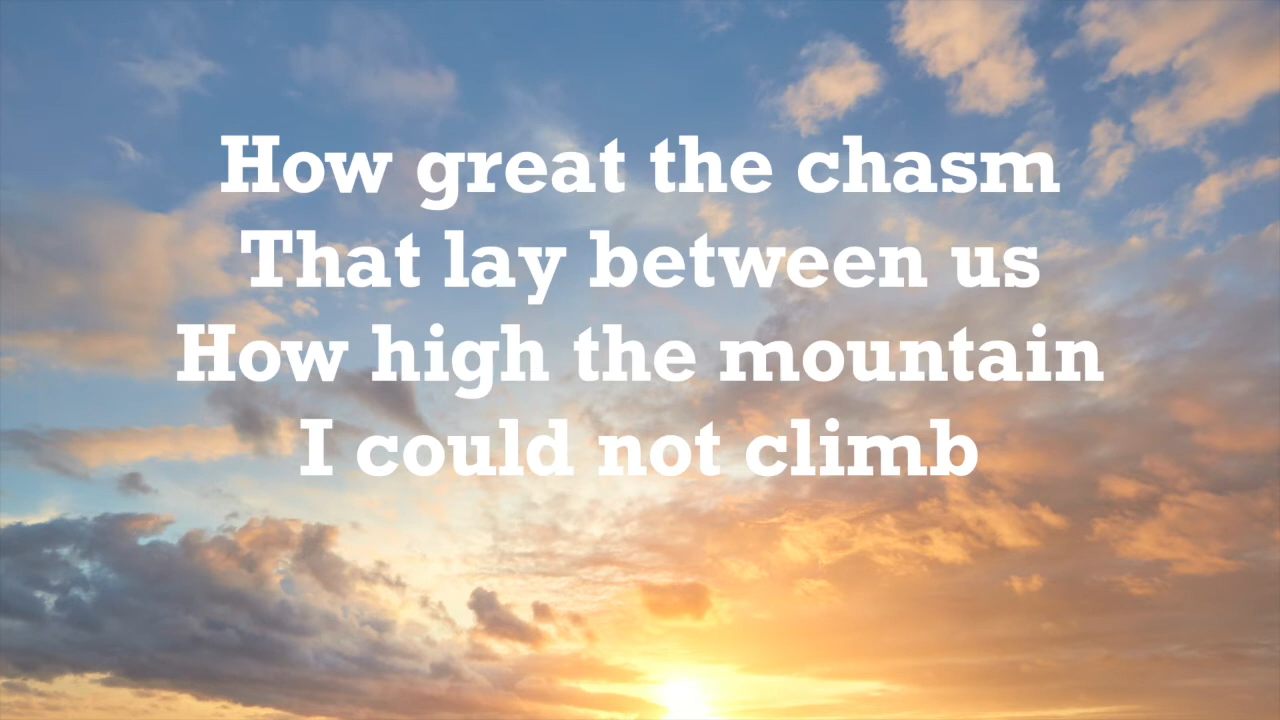 How great the chasm
That lay between us
How high the mountain
I could not climb